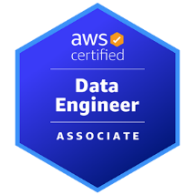 aws
certified
Data
Engineer
ASSOCIATE